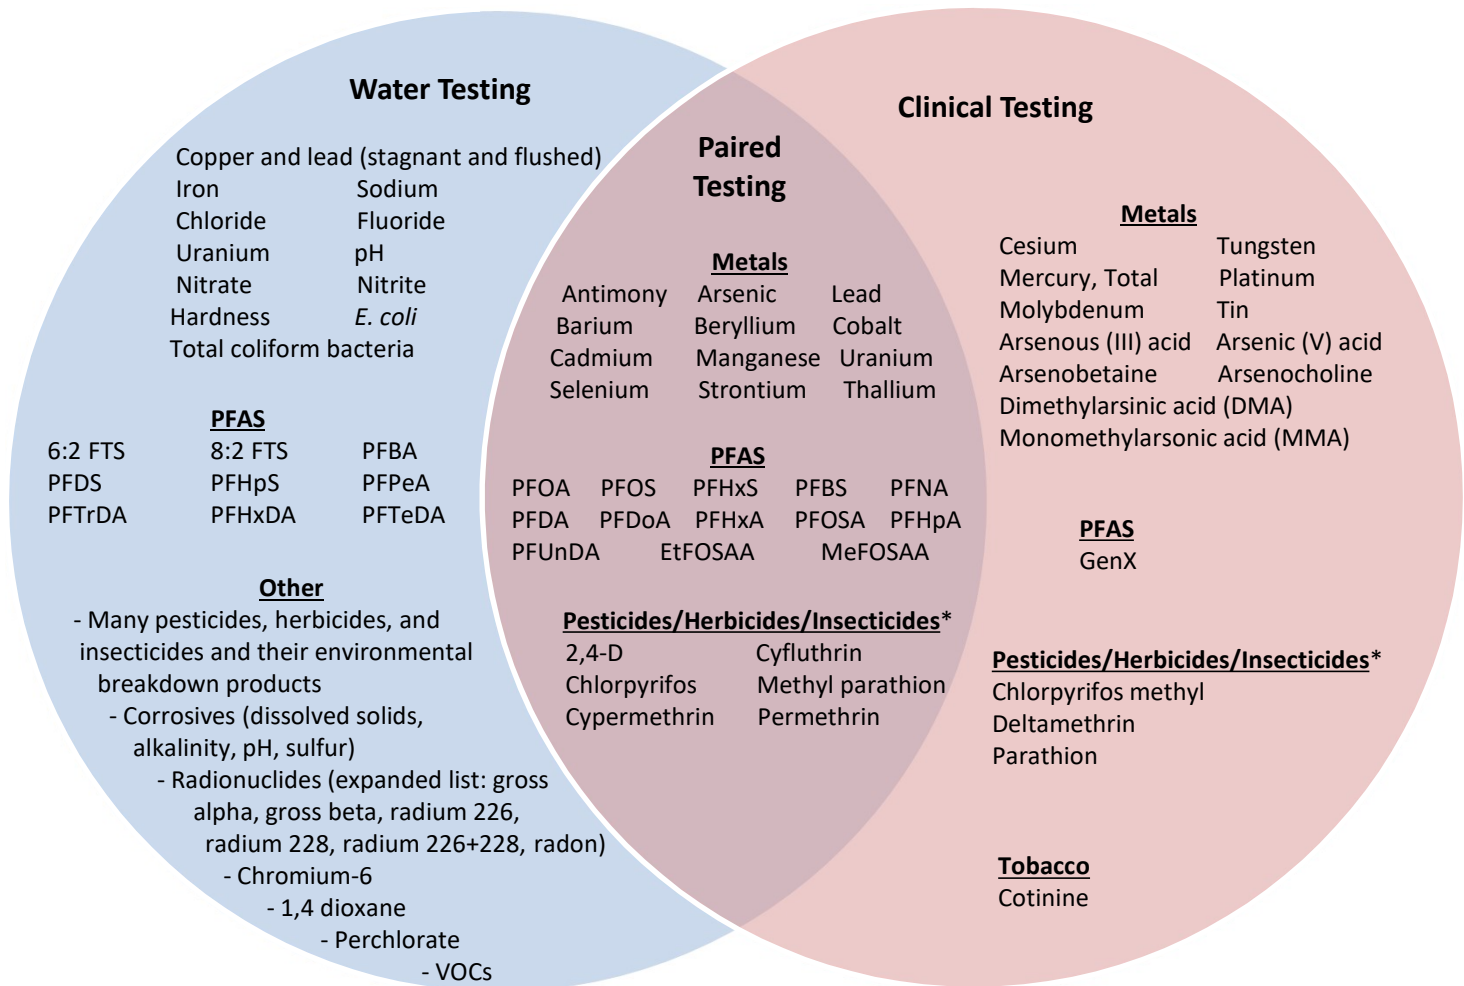 Water Testing
Copper and lead (stagnant and flushed)
Iron Sodium
Chloride Fluoride
Uranium pH
Nitrate Nitrite
Hardness E. coli
Total coliform bacteria
PFAS
6:2 FTS 8:2 FTS PFBA
PFDS PFHpS PFPeA
PFTrDA PFHxDA PFTeDA
Other
- Many pesticides, herbicides, and
insecticides and their environmental
breakdown products
- Corrosives (dissolved solids,
alkalinity, pH, sulfur)
- Radionuclides (expanded list: gross
alpha, gross beta, radium 226,
radium 228, radium 226+228, radon)
- Chromium-6
- 1,4 dioxane
- Perchlorate
- VOCs
Paired
Testing
Metals
Antimony Arsenic Lead
Barium Beryllium Cobalt
Cadmium Manganese Uranium
Selenium Strontium Thallium
PFAS
PFOA PFOS PFHxS PFBS PFNA
PFDA PFDoA PFHxA PFOSA PFHpA
PFUnDA EtFOSAA MeFOSAA
Pesticides/Herbicides/Insecticides*
2,4-D Cyfluthrin
Chlorpyrifos Methyl parathion
Cypermethrin Permethrin
Clinical Testing
Metals
Cesium Tungsten
Mercury, Total Platinum
Molybdenum Tin
Arsenous (III) acid Arsenic (V) acid
Arsenobetaine Arsenocholine
Dimethylarsinic acid (DMA)
Monomethylarsonic acid (MMA)
PFAS
GenX
Pesticides/Herbicides/Insecticides*
Chlorpyrifos methyl
Deltamethrin
Parathion
Tobacco
Cotinine